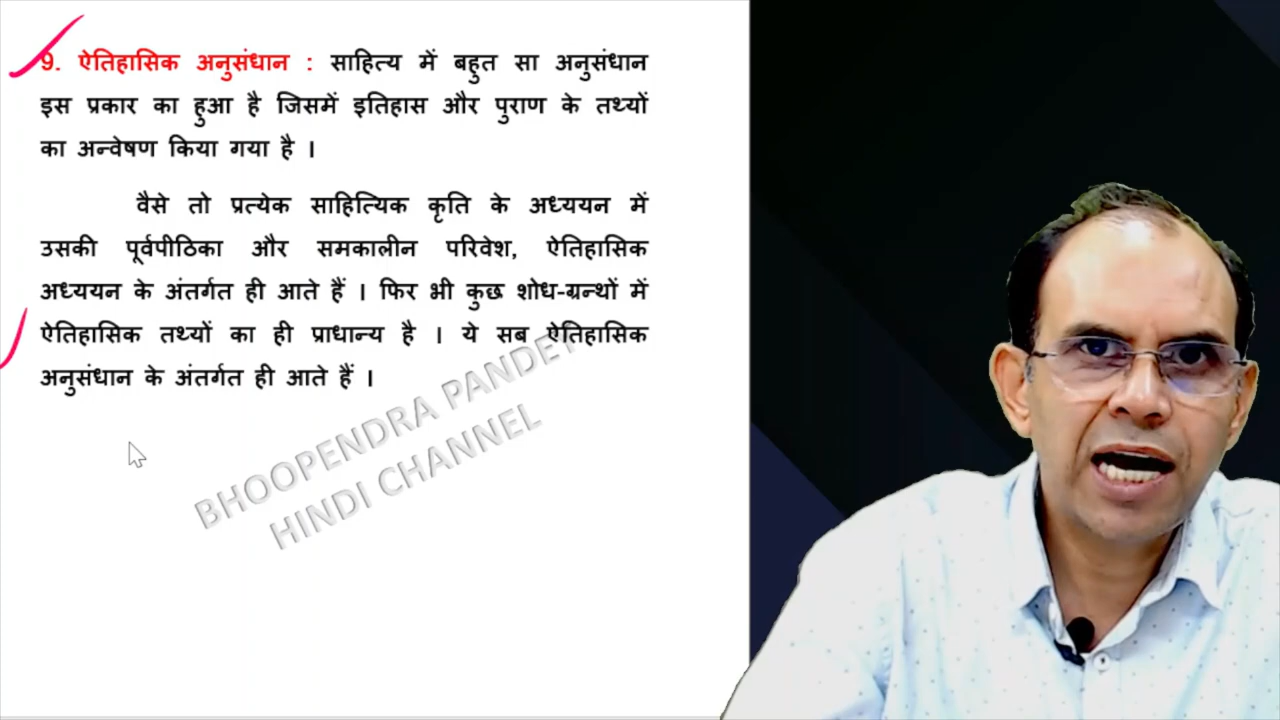 9. ऐतिहासिक अनुसंधान : साहित्य में बहुत सा अनुसंधान
इस प्रकार का हुआ है जिसमें इतिहास और पुराण के तथ्यों
का अन्वेषण किया गया है ।
वैसे तो प्रत्येक साहित्यिक कृति के अध्ययन में
उसकी पूर्वपीठिका और समकालीन परिवेश, ऐतिहासिक
अध्ययन के अंतर्गत ही आते हैं । फिर भी कुछ शोध-ग्रन्थों में
ऐतिहासिक तथ्यों का ही प्राधान्य है । ये सब ऐतिहासिक
अनुसंधान के अंतर्गत ही आते हैं ।
BHOOPENDRA PANDEY
HINDI CHANNEL